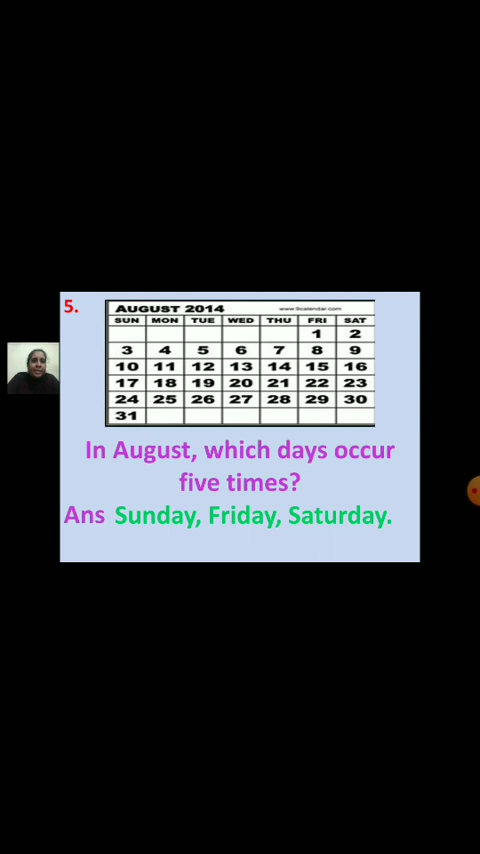 5.
AUGUST 2014 www.9calendar.com
SUN MON TUE WED THU FRI SAT
1 2
3 4 5 6 7 8 9
10 11 12 13 14 15 16
17 18 19 20 21 22 23
24 25 26 27 28 29 30
31
In August, which days occur
five times?
Ans Sunday, Friday, Saturday.